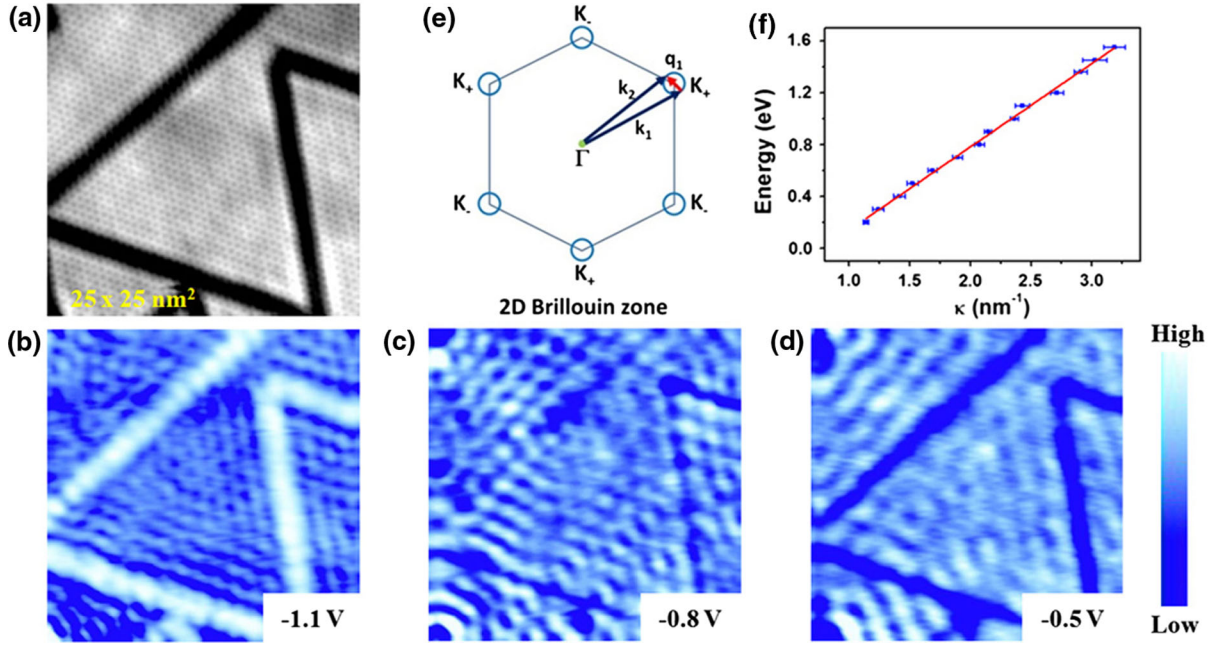 (a)
25 x 25 nm²
(e)
K-
K+
K+
q1
k2
k1
Γ
K-
K-
K+
2D Brillouin zone
(f)
Energy (eV)
1.6
1.2
0.8
0.4
0.0
1.0 1.5 2.0 2.5 3.0
κ (nm⁻¹)
(b)
-1.1 V
(c)
-0.8 V
(d)
-0.5 V
High
Low